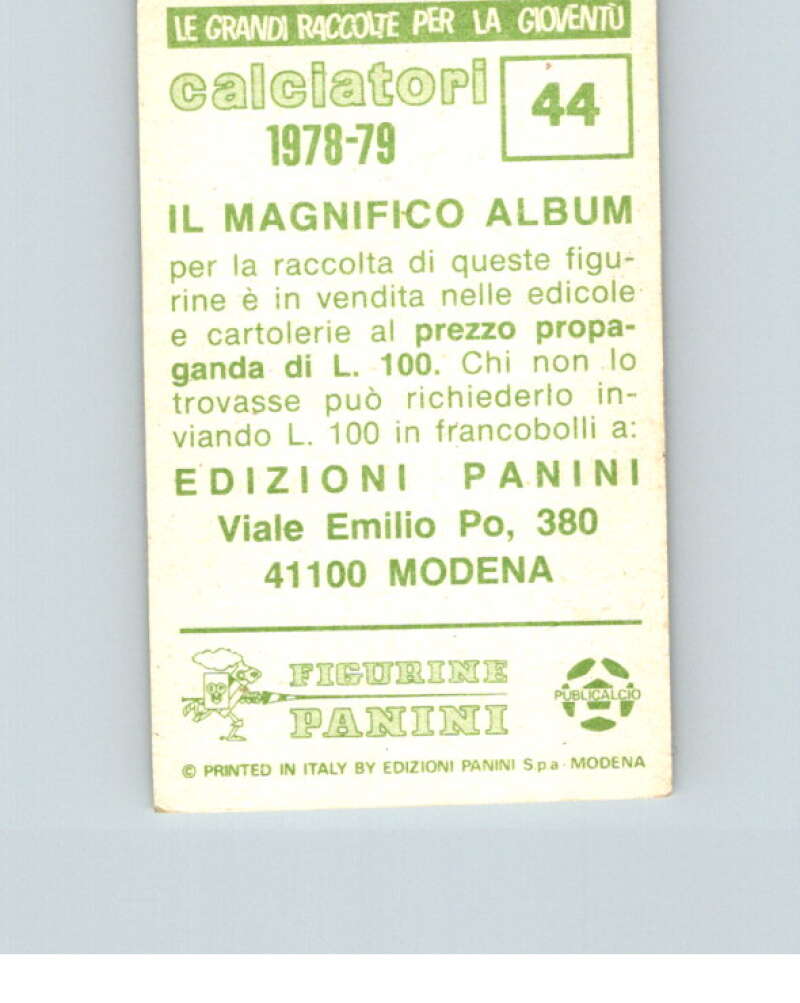 LE GRANDI RACCOLTE PER LA GIOVENTÙ
calciatori
44
1978-79
IL MAGNIFICO ALBUM
per la raccolta di queste figu-
rine è in vendita nelle edicole
e cartolerie al prezzo propa-
ganda di L. 100. Chi non lo
trovasse può richiederlo in-
viando L. 100 in francobolli a:
EDIZIONI PANINI
Viale Emilio Po, 380
41100 MODENA
FIGURINE
PANINI
PUBLICALCIO
© PRINTED IN ITALY BY EDIZIONI PANINI S.p.a - MODENA